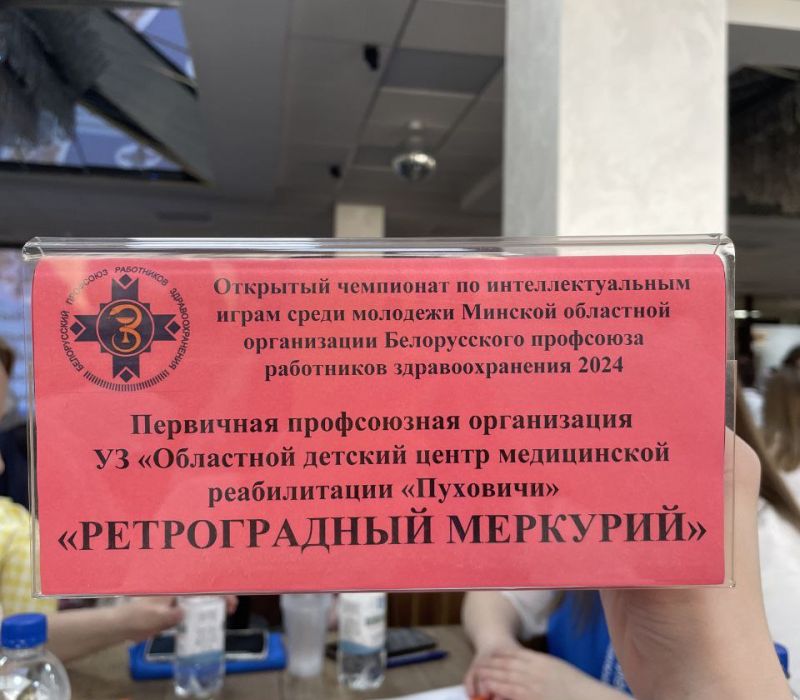 БЕЛОРУССКИЙ ПРОФСОЮЗ РАБОТНИКОВ ЗДРАВООХРАНЕНИЯ
Открытый чемпионат по интеллектуальным
играм среди молодежи Минской областной
организации Белорусского профсоюза
работников здравоохранения 2024
Первичная профсоюзная организация
УЗ «Областной детский центр медицинской
реабилитации «Пуховичи»
«РЕТРОГРАДНЫЙ МЕРКУРИЙ»